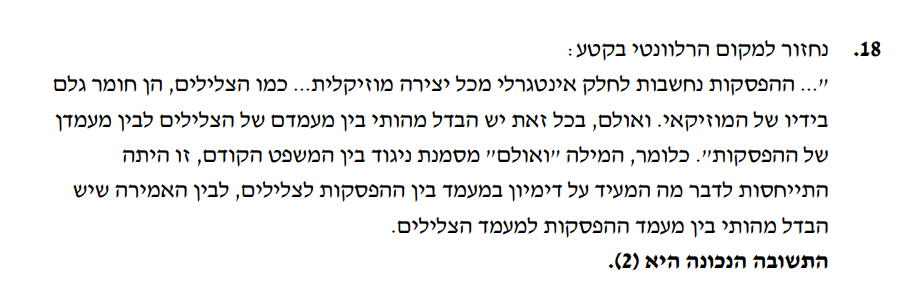 18. נחזור למקום הרלוונטי בקטע:
"... ההפסקות נחשבות לחלק אינטגרלי מכל יצירה מוזיקלית... כמו הצלילים, הן חומר גלם
בידיו של המוזיקאי. ואולם, בכל זאת יש הבדל מהותי בין מעמדם של הצלילים לבין מעמדן
של ההפסקות". כלומר, המילה "ואולם" מסמנת ניגוד בין המשפט הקודם, זו היתה
התייחסות לדבר מה המעיד על דימיון במעמד בין ההפסקות לצלילים, לבין האמירה שיש
הבדל מהותי בין מעמד ההפסקות למעמד הצלילים.
התשובה הנכונה היא (2).